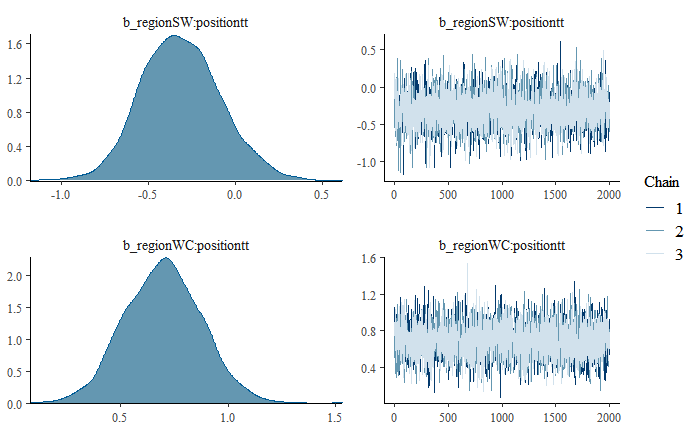 b_regionSW:positiontt
1.6
1.2
0.8
0.4
0.0
-1.0 -0.5 0.0 0.5
b_regionSW:positiontt
0.5
0.0
-0.5
-1.0
0 500 1000 1500 2000
b_regionWC:positiontt
2.0
1.5
1.0
0.5
0.0
0.5 1.0 1.5
b_regionWC:positiontt
1.6
1.2
0.8
0.4
0 500 1000 1500 2000
Chain
1
2
3